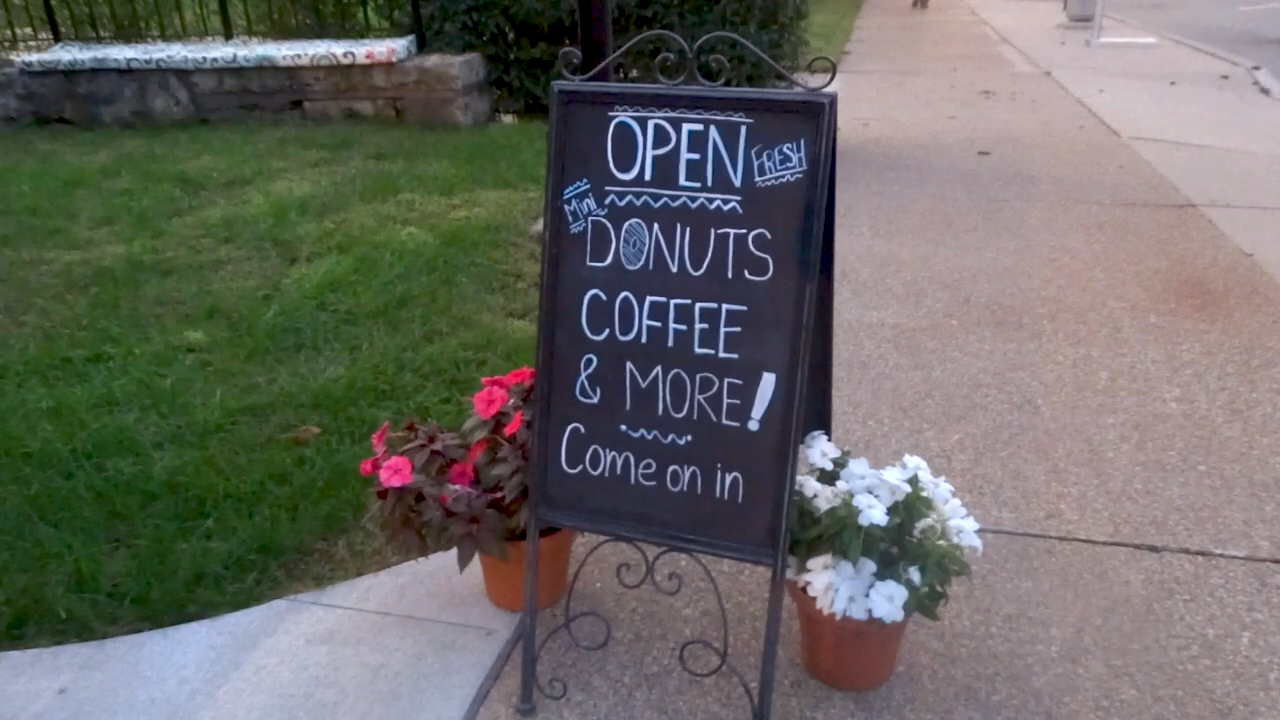 OPEN FRESH
Mini
DONUTS
COFFEE
& MORE!
Come on in